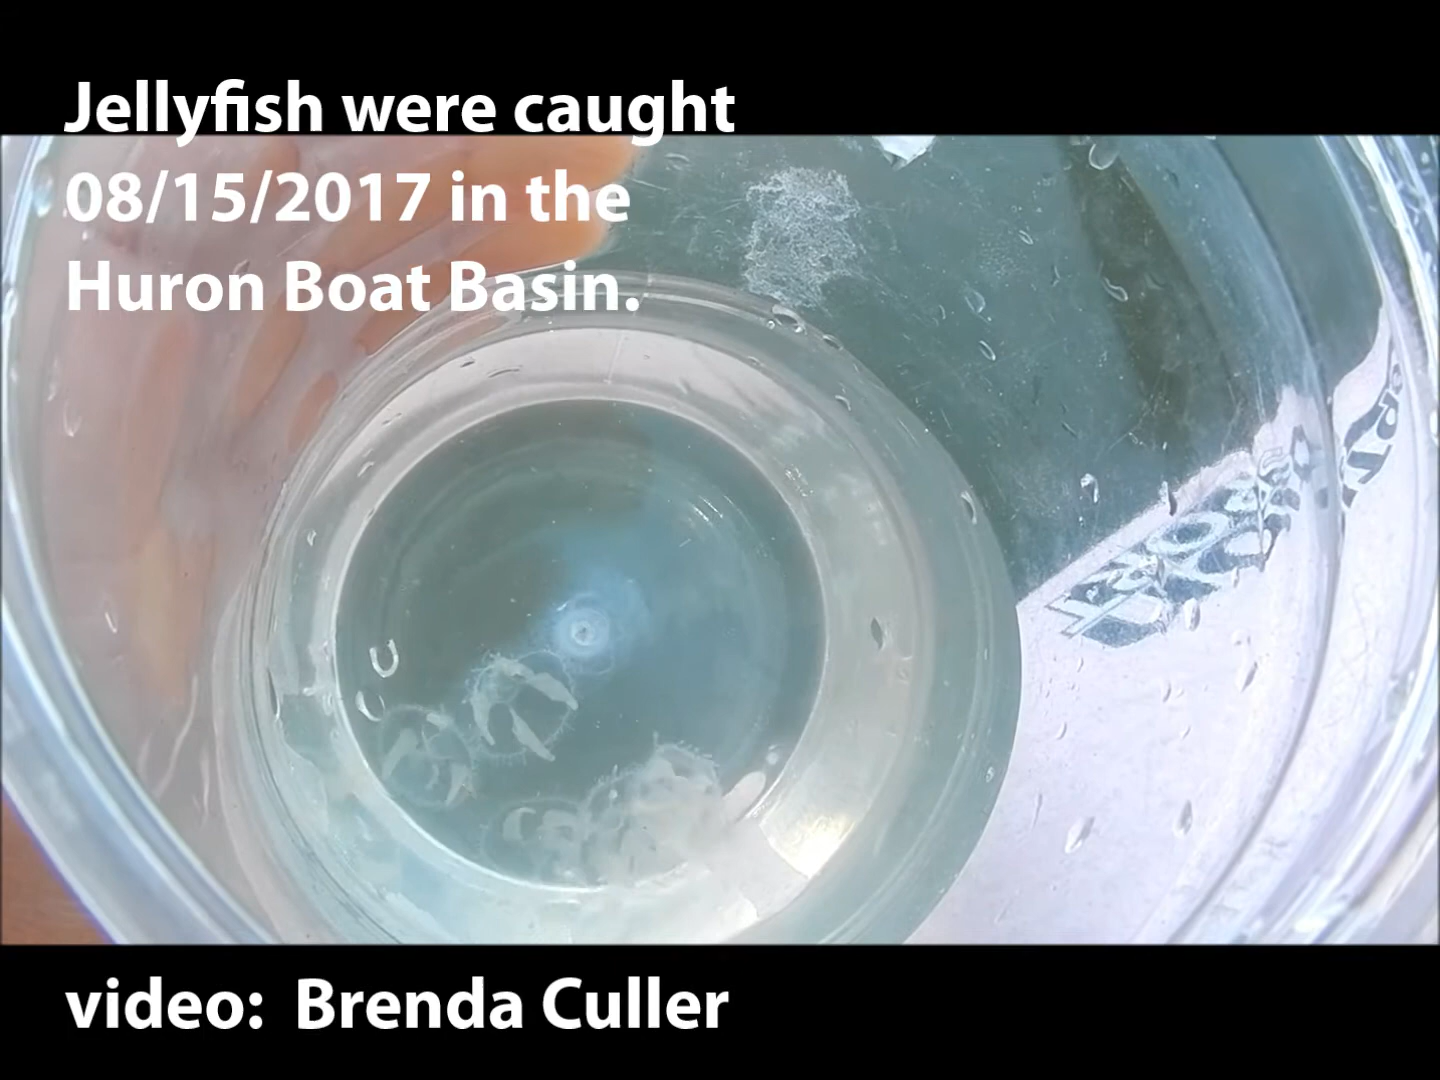 Jellyfish were caught
08/15/2017 in the
Huron Boat Basin.
video:  Brenda Culler